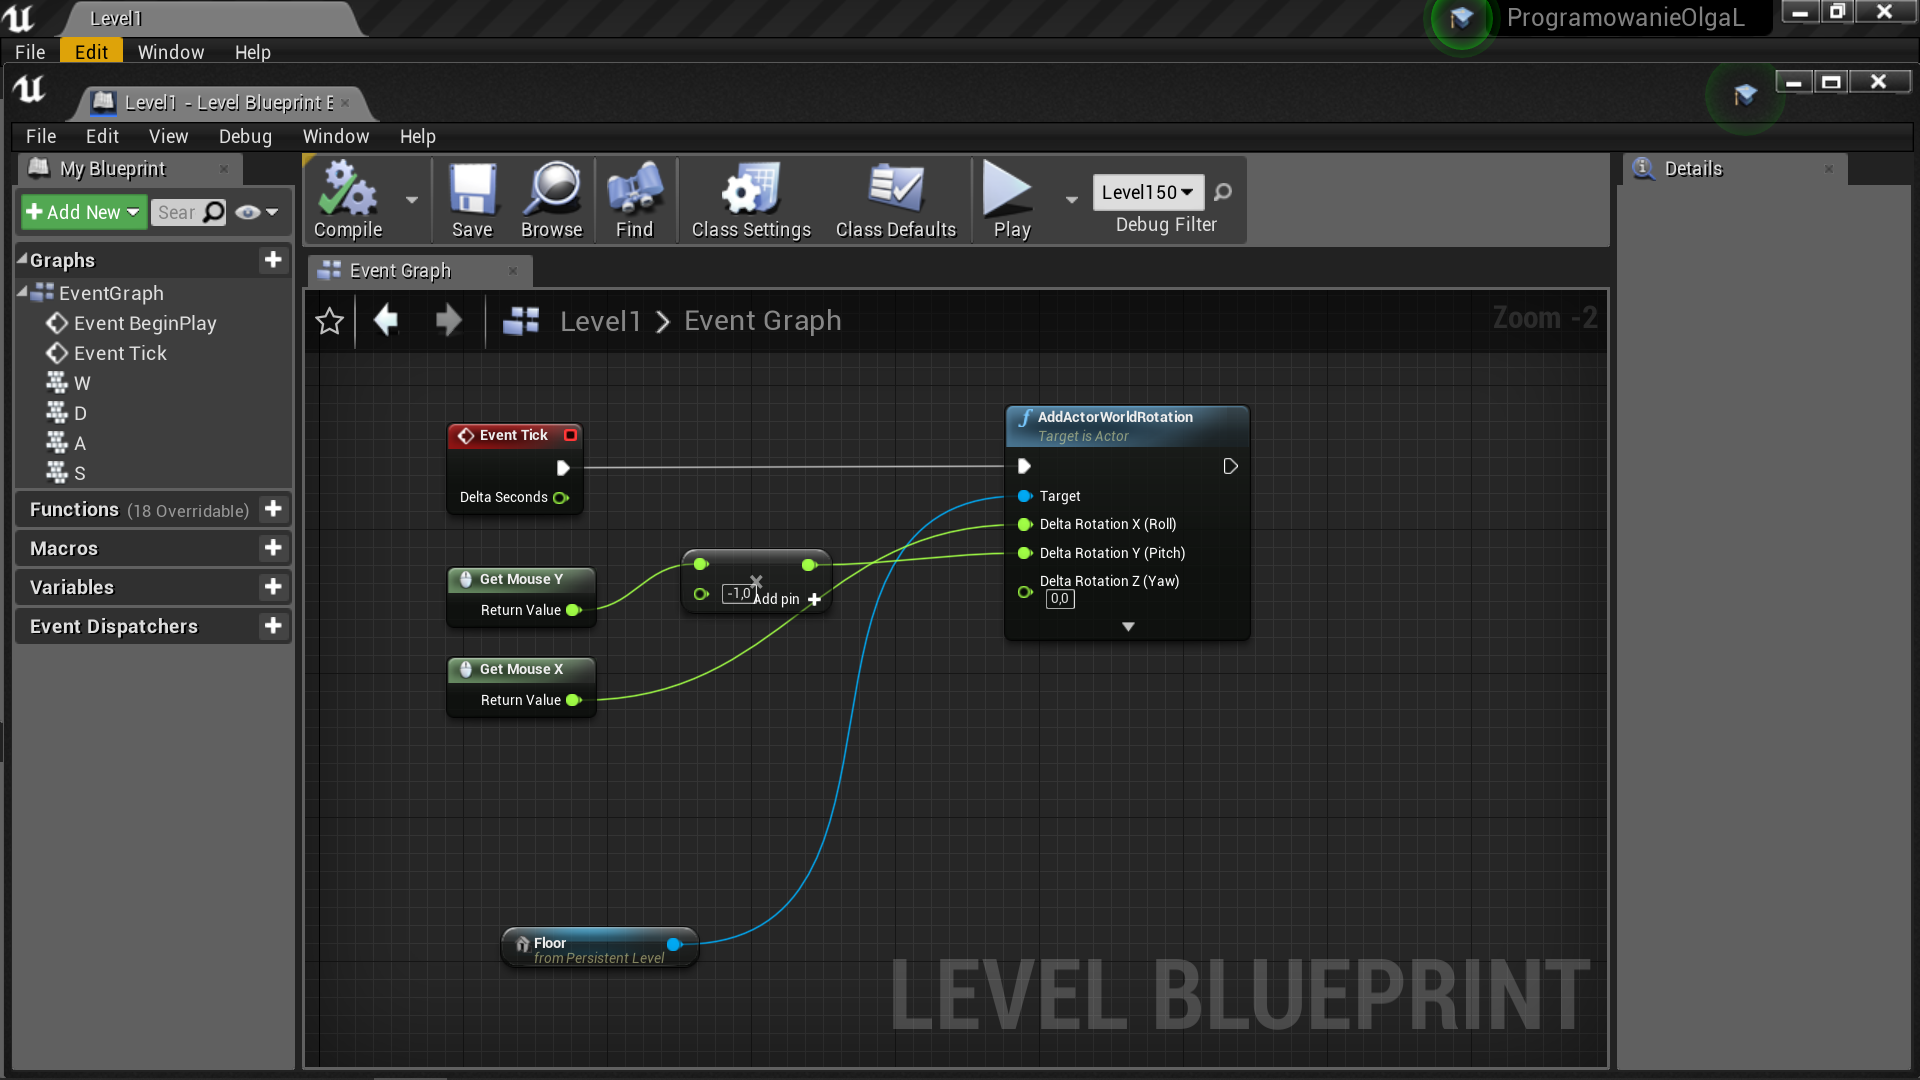 Level1
ProgramowanieOlgaL
File Edit Window Help
Level1 - Level Blueprint E
File Edit View Debug Window Help
My Blueprint
Add New
Sear
Compile
Save
Browse
Find
Class Settings
Class Defaults
Play
Level150
Debug Filter
Details
Graphs
EventGraph
Event BeginPlay
Event Tick
W
D
A
S
Functions (18 Overridable)
Macros
Variables
Event Dispatchers
Event Graph
Level1 > Event Graph
Zoom -2
Event Tick
Delta Seconds
Get Mouse Y
Return Value
Get Mouse X
Return Value
-1,0
Add pin
AddActorWorldRotation
Target is Actor
Target
Delta Rotation X (Roll)
Delta Rotation Y (Pitch)
Delta Rotation Z (Yaw)
0,0
Floor
from Persistent Level
LEVEL BLUEPRINT